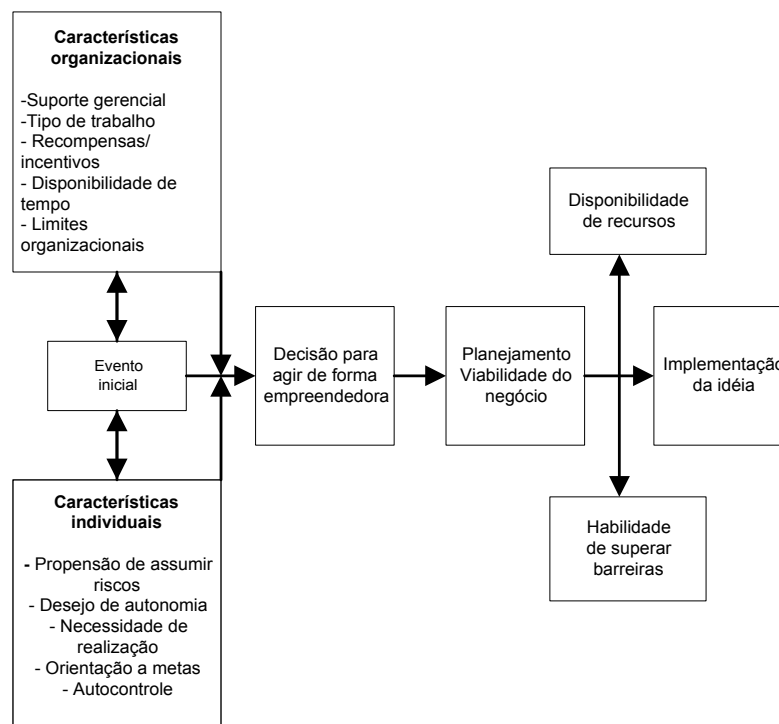 Características
organizacionais
-Suporte gerencial
-Tipo de trabalho
- Recompensas/
incentivos
- Disponibilidade de
tempo
- Limites
organizacionais
Evento
inicial
Características
individuais
- Propensão de assumir
riscos
- Desejo de autonomia
- Necessidade de
realização
- Orientação a metas
- Autocontrole
Decisão para
agir de forma
empreendedora
Planejamento
Viabilidade do
negócio
Disponibilidade
de recursos
Implementação
da idéia
Habilidade
de superar
barreiras